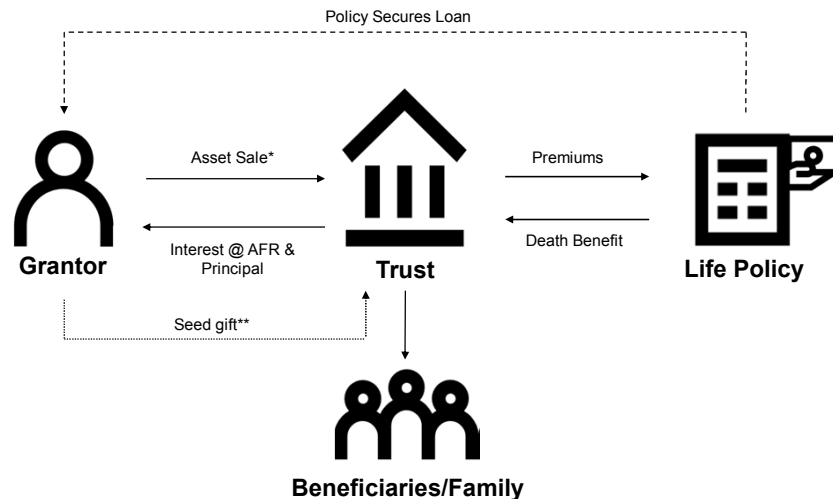 Policy Secures Loan
Asset Sale*
Premiums
Interest @ AFR &
Principal
Death Benefit
Grantor
Trust
Life Policy
Seed gift**
Beneficiaries/Family